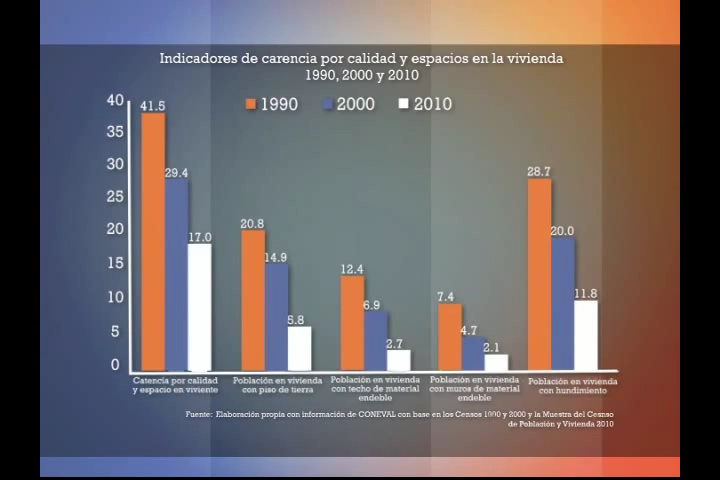 Indicadores de carencia por calidad y espacios en la vivienda
1990, 2000 y 2010
1990 2000 2010
40
35
30
25
20
15
10
5
0
41.5
29.4
17.0
20.8
14.9
5.8
12.4
6.9
2.7
7.4
4.7
2.1
28.7
20.0
11.8
Catencia por calidad
y espacio en viviente
Población en vivienda
con piso de tierra
Población en vivienda
con techo de material
endeble
Población en vivienda
con muros de material
endeble
Población en vivienda
con hundimiento
Fuente: Elaboración propia con información de CONEVAL con base en los Censos 1990 y 2000 y la Muestra del Cesnso
de Población y Vivienda 2010